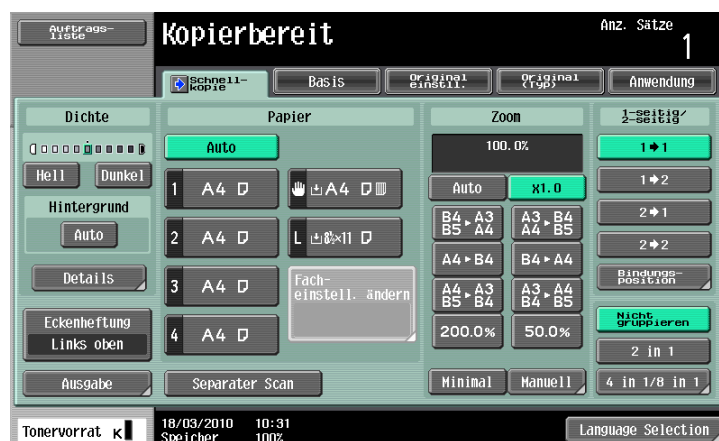 Auftrags-
liste
Kopierbereit
Anz. Sätze
1
Schnell-
kopie
Basis
Original
einstll.
Original
(Typ)
Anwendung
Dichte
Hell
Dunkel
Hintergrund
Auto
Details
Eckenheftung
Links oben
Ausgabe
Papier
Auto
1 A4
2 A4
3 A4
4 A4
A4
L 8½×11
Fach-
einstell. ändern
Separater Scan
Zoom
100.0%
Auto
x1.0
B4▸A3
B5▸A4
A3▸B4
A4▸B5
A4▸B4
B4▸A4
A4▸A3
B5▸B4
A3▸A4
B4▸B5
200.0%
50.0%
Minimal
Manuell
1-seitig/
2-seitig
1➔1
1➔2
2➔1
2➔2
Bindungs-
position
Nicht
gruppieren
2 in 1
4 in 1/8 in 1
Tonervorrat K
18/03/2010 10:31
Speicher 100%
Language Selection